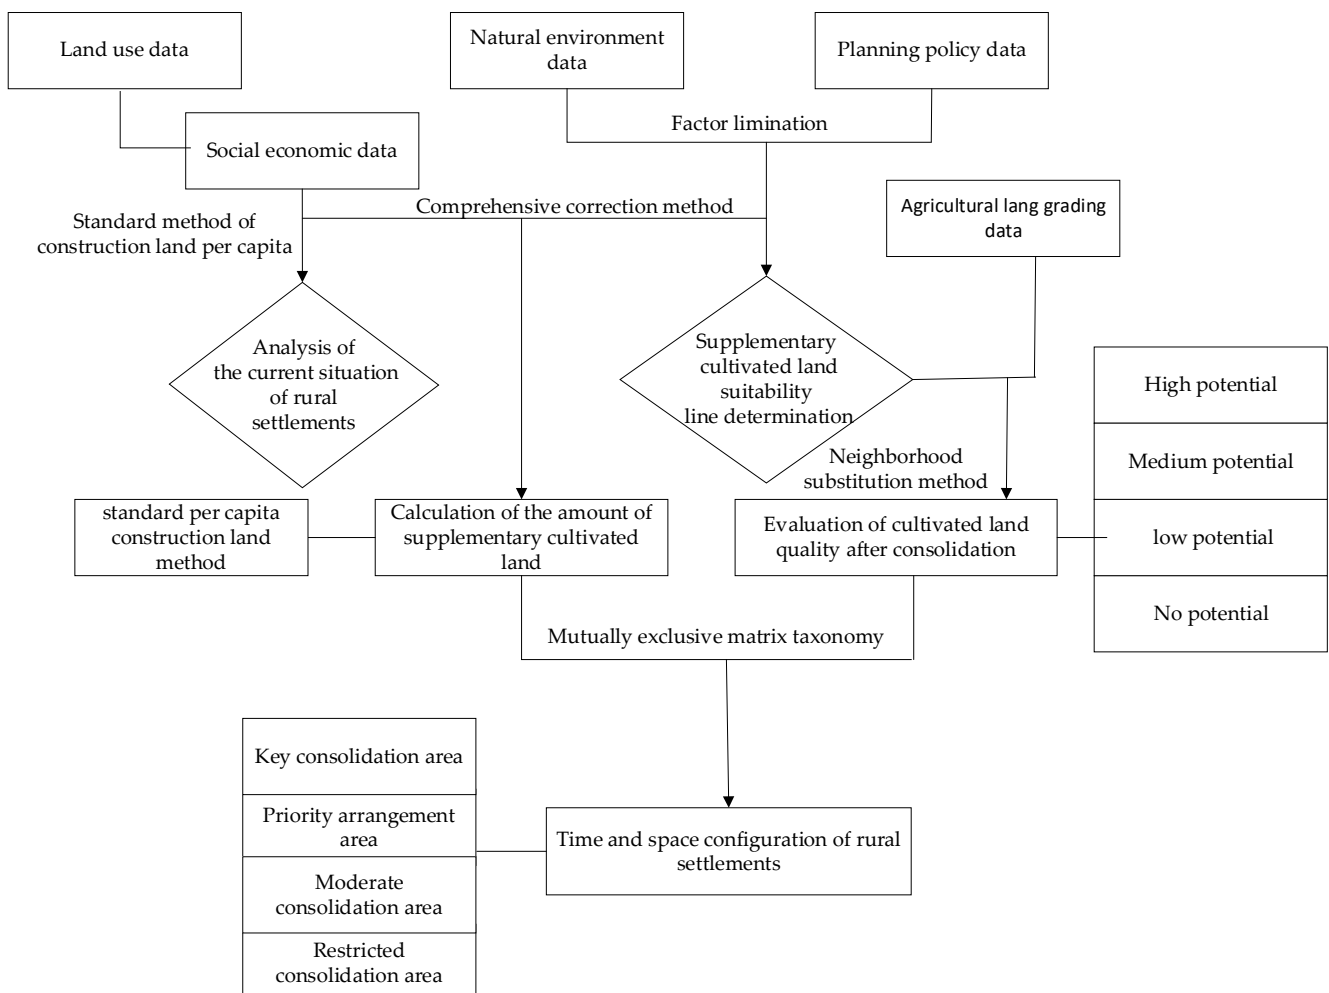 Land use data
Natural environment
data
Planning policy data
Factor limination
Social economic data
Standard method of
construction land per capita
Comprehensive correction method
Agricultural lang grading
data
Analysis of
the current situation
of rural
settlements
Supplementary
cultivated land
suitability
line determination
High potential
Medium potential
low potential
No potential
Neighborhood
substitution method
standard per capita
construction land
method
Calculation of the amount of
supplementary cultivated
land
Evaluation of cultivated land
quality after consolidation
Mutually exclusive matrix taxonomy
Key consolidation area
Priority arrangement
area
Moderate
consolidation area
Restricted
consolidation area
Time and space configuration of rural
settlements